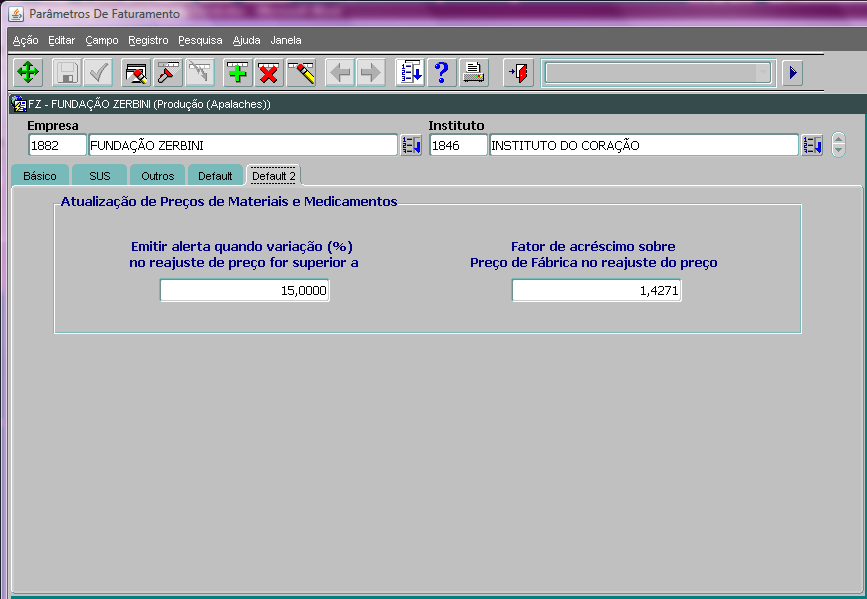 Parâmetros De Faturamento
Ação Editar Campo Registro Pesquisa Ajuda Janela
FZ - FUNDAÇÃO ZERBINI (Produção (Apalaches))
Empresa Instituto
1882 FUNDAÇÃO ZERBINI 1846 INSTITUTO DO CORAÇÃO
Básico SUS Outros Default Default 2
Atualização de Preços de Materiais e Medicamentos
Emitir alerta quando variação (%)
no reajuste de preço for superior a
15,0000
Fator de acréscimo sobre
Preço de Fábrica no reajuste do preço
1,4271